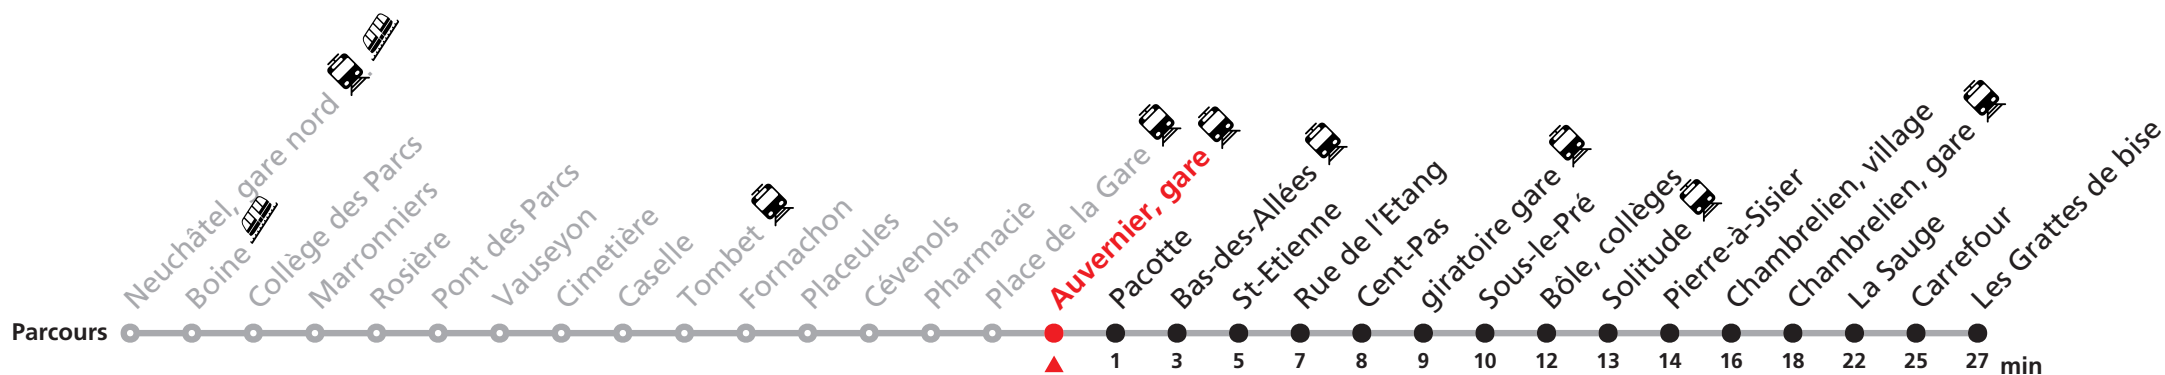 Neuchâtel, gare nord
Boine
Collège des Parcs
Marronniers
Rosière
Pont des Parcs
Vauseyon
Cimetière
Caselle
Tombet
Fornachon
Placeules
Cévenols
Pharmacie
Place de la Gare
Auvernier, gare
Pacotte
Bas-des-Allées
St-Etienne
Rue de l'Etang
Cent-Pas
giratoire gare
Sous-le-Pré
Bôle, collèges
Solitude
Pierre-à-Sisier
Chambrelien, village
Chambrelien, gare
La Sauge
Carrefour
Les Grattes de bise
Parcours
1 3 5 7 8 9 10 12 13 14 16 18 22 25 27 min